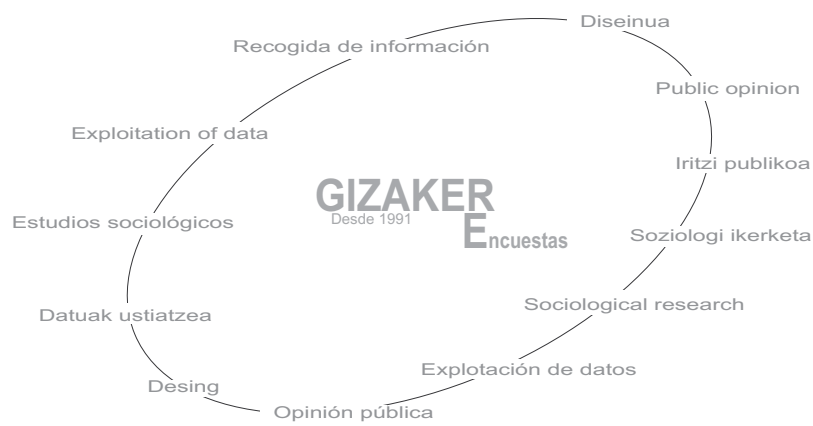 Diseinua
Recogida de información
Public opinion
Exploitation of data
Iritzi publikoa
GIZAKER
Desde 1991
Encuestas
Estudios sociológicos
Soziologi ikerketa
Sociological research
Datuak ustiatzea
Explotación de datos
Desing
Opinión pública